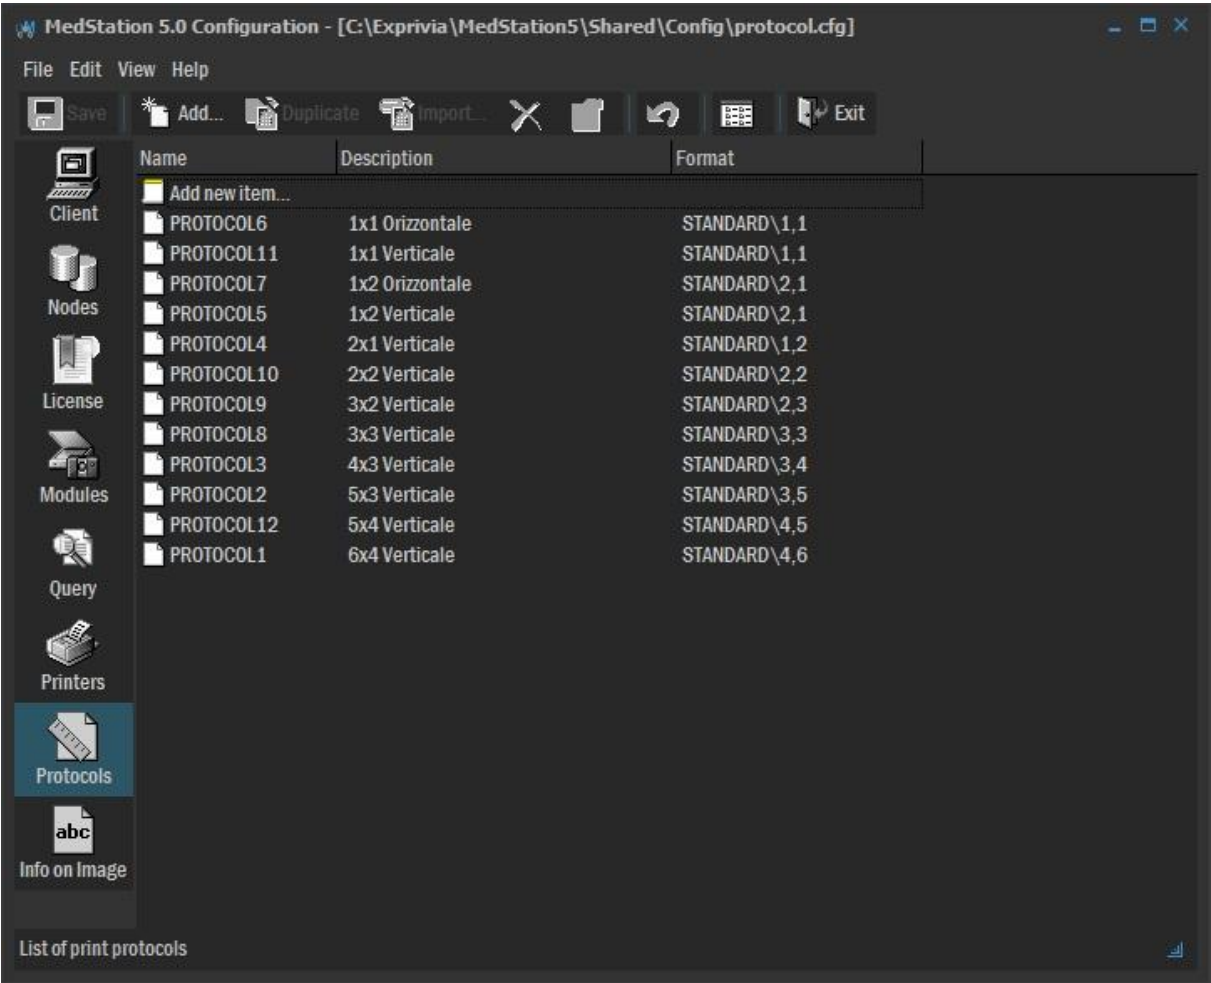 MedStation 5.0 Configuration - [C:\Exprivia\MedStation5\Shared\Config\protocol.cfg]
File Edit View Help
Save Add... Duplicate Import... Exit
Name Description Format
Add new item...
PROTOCOL6 1x1 Orizzontale STANDARD\1,1
PROTOCOL11 1x1 Verticale STANDARD\1,1
PROTOCOL7 1x2 Orizzontale STANDARD\2,1
PROTOCOL5 1x2 Verticale STANDARD\2,1
PROTOCOL4 2x1 Verticale STANDARD\1,2
PROTOCOL10 2x2 Verticale STANDARD\2,2
PROTOCOL9 3x2 Verticale STANDARD\2,3
PROTOCOL8 3x3 Verticale STANDARD\3,3
PROTOCOL3 4x3 Verticale STANDARD\3,4
PROTOCOL2 5x3 Verticale STANDARD\3,5
PROTOCOL12 5x4 Verticale STANDARD\4,5
PROTOCOL1 6x4 Verticale STANDARD\4,6
Client
Nodes
License
Modules
Query
Printers
Protocols
abc
Info on Image
List of print protocols